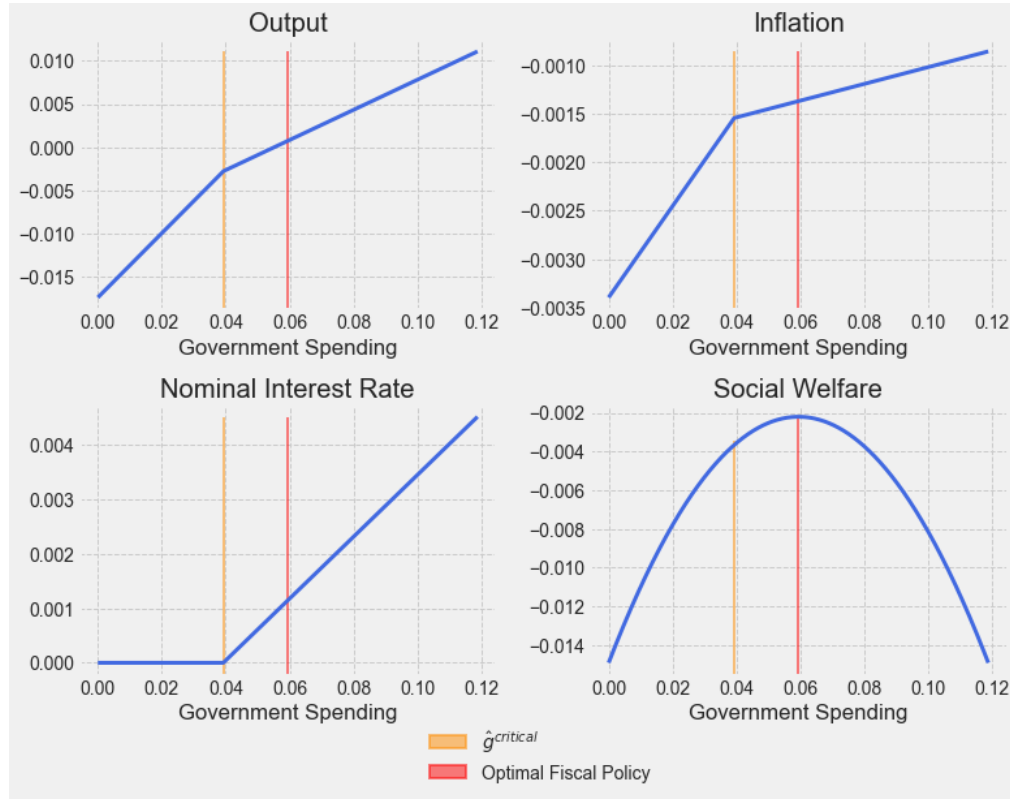 Output
0.010
0.005
0.000
−0.005
−0.010
−0.015
0.00 0.02 0.04 0.06 0.08 0.10 0.12
Government Spending
Inflation
−0.0010
−0.0015
−0.0020
−0.0025
−0.0030
−0.0035
0.00 0.02 0.04 0.06 0.08 0.10 0.12
Government Spending
Nominal Interest Rate
0.004
0.003
0.002
0.001
0.000
0.00 0.02 0.04 0.06 0.08 0.10 0.12
Government Spending
Social Welfare
−0.002
−0.004
−0.006
−0.008
−0.010
−0.012
−0.014
0.00 0.02 0.04 0.06 0.08 0.10 0.12
Government Spending
ĝ^critical
Optimal Fiscal Policy